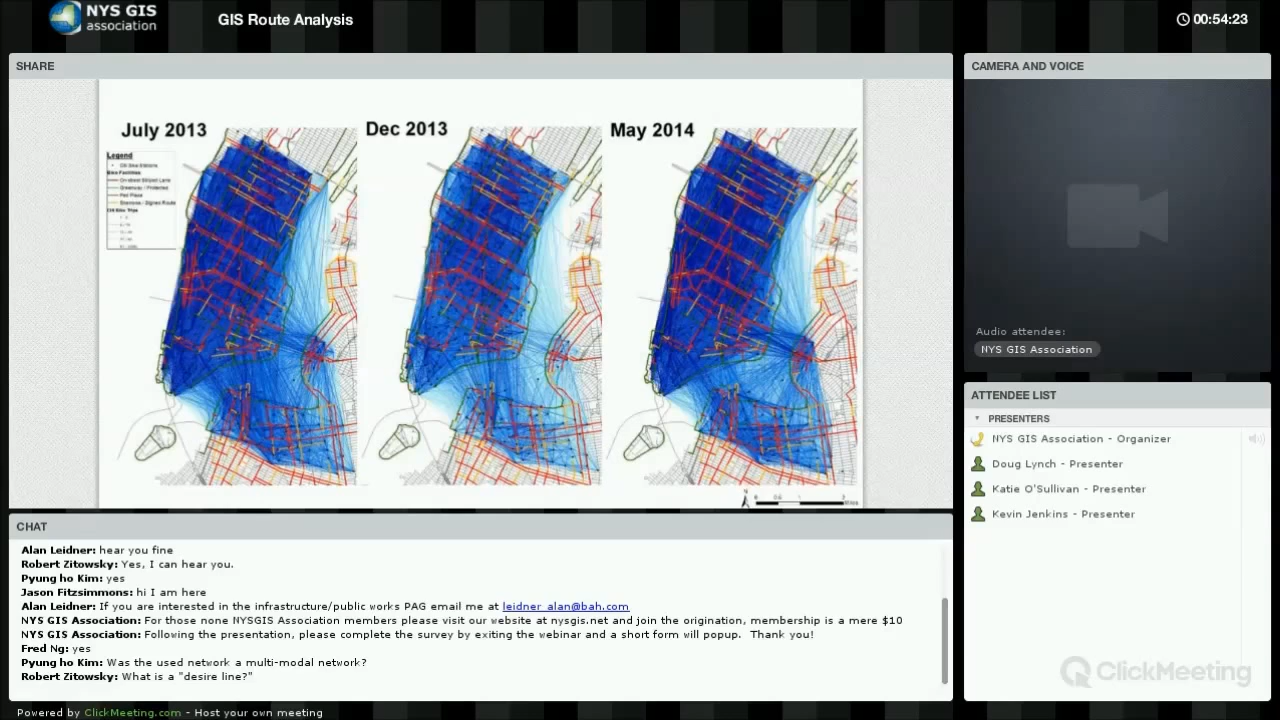 NYS GIS
association
GIS Route Analysis
00:54:23
SHARE
CAMERA AND VOICE
July 2013
Dec 2013
May 2014
Legend
Audio attendee:
NYS GIS Association
ATTENDEE LIST
PRESENTERS
NYS GIS Association - Organizer
Doug Lynch - Presenter
Katie O'Sullivan - Presenter
Kevin Jenkins - Presenter
N
CHAT
Alan Leidner: hear you fine
Robert Zitowsky: Yes, I can hear you.
Pyung ho Kim: yes
Jason Fitzsimmons: hi I am here
Alan Leidner: If you are interested in the infrastructure/public works PAG email me at leidner_alan@bah.com
NYS GIS Association: For those none NYSGIS Association members please visit our website at nysgis.net and join the origination, membership is a mere $10
NYS GIS Association: Following the presentation, please complete the survey by exiting the webinar and a short form will popup. Thank you!
Fred Ng: yes
Pyung ho Kim: Was the used network a multi-modal network?
Robert Zitowsky: What is a "desire line?"
ClickMeeting
Powered by ClickMeeting.com - Host your own meeting